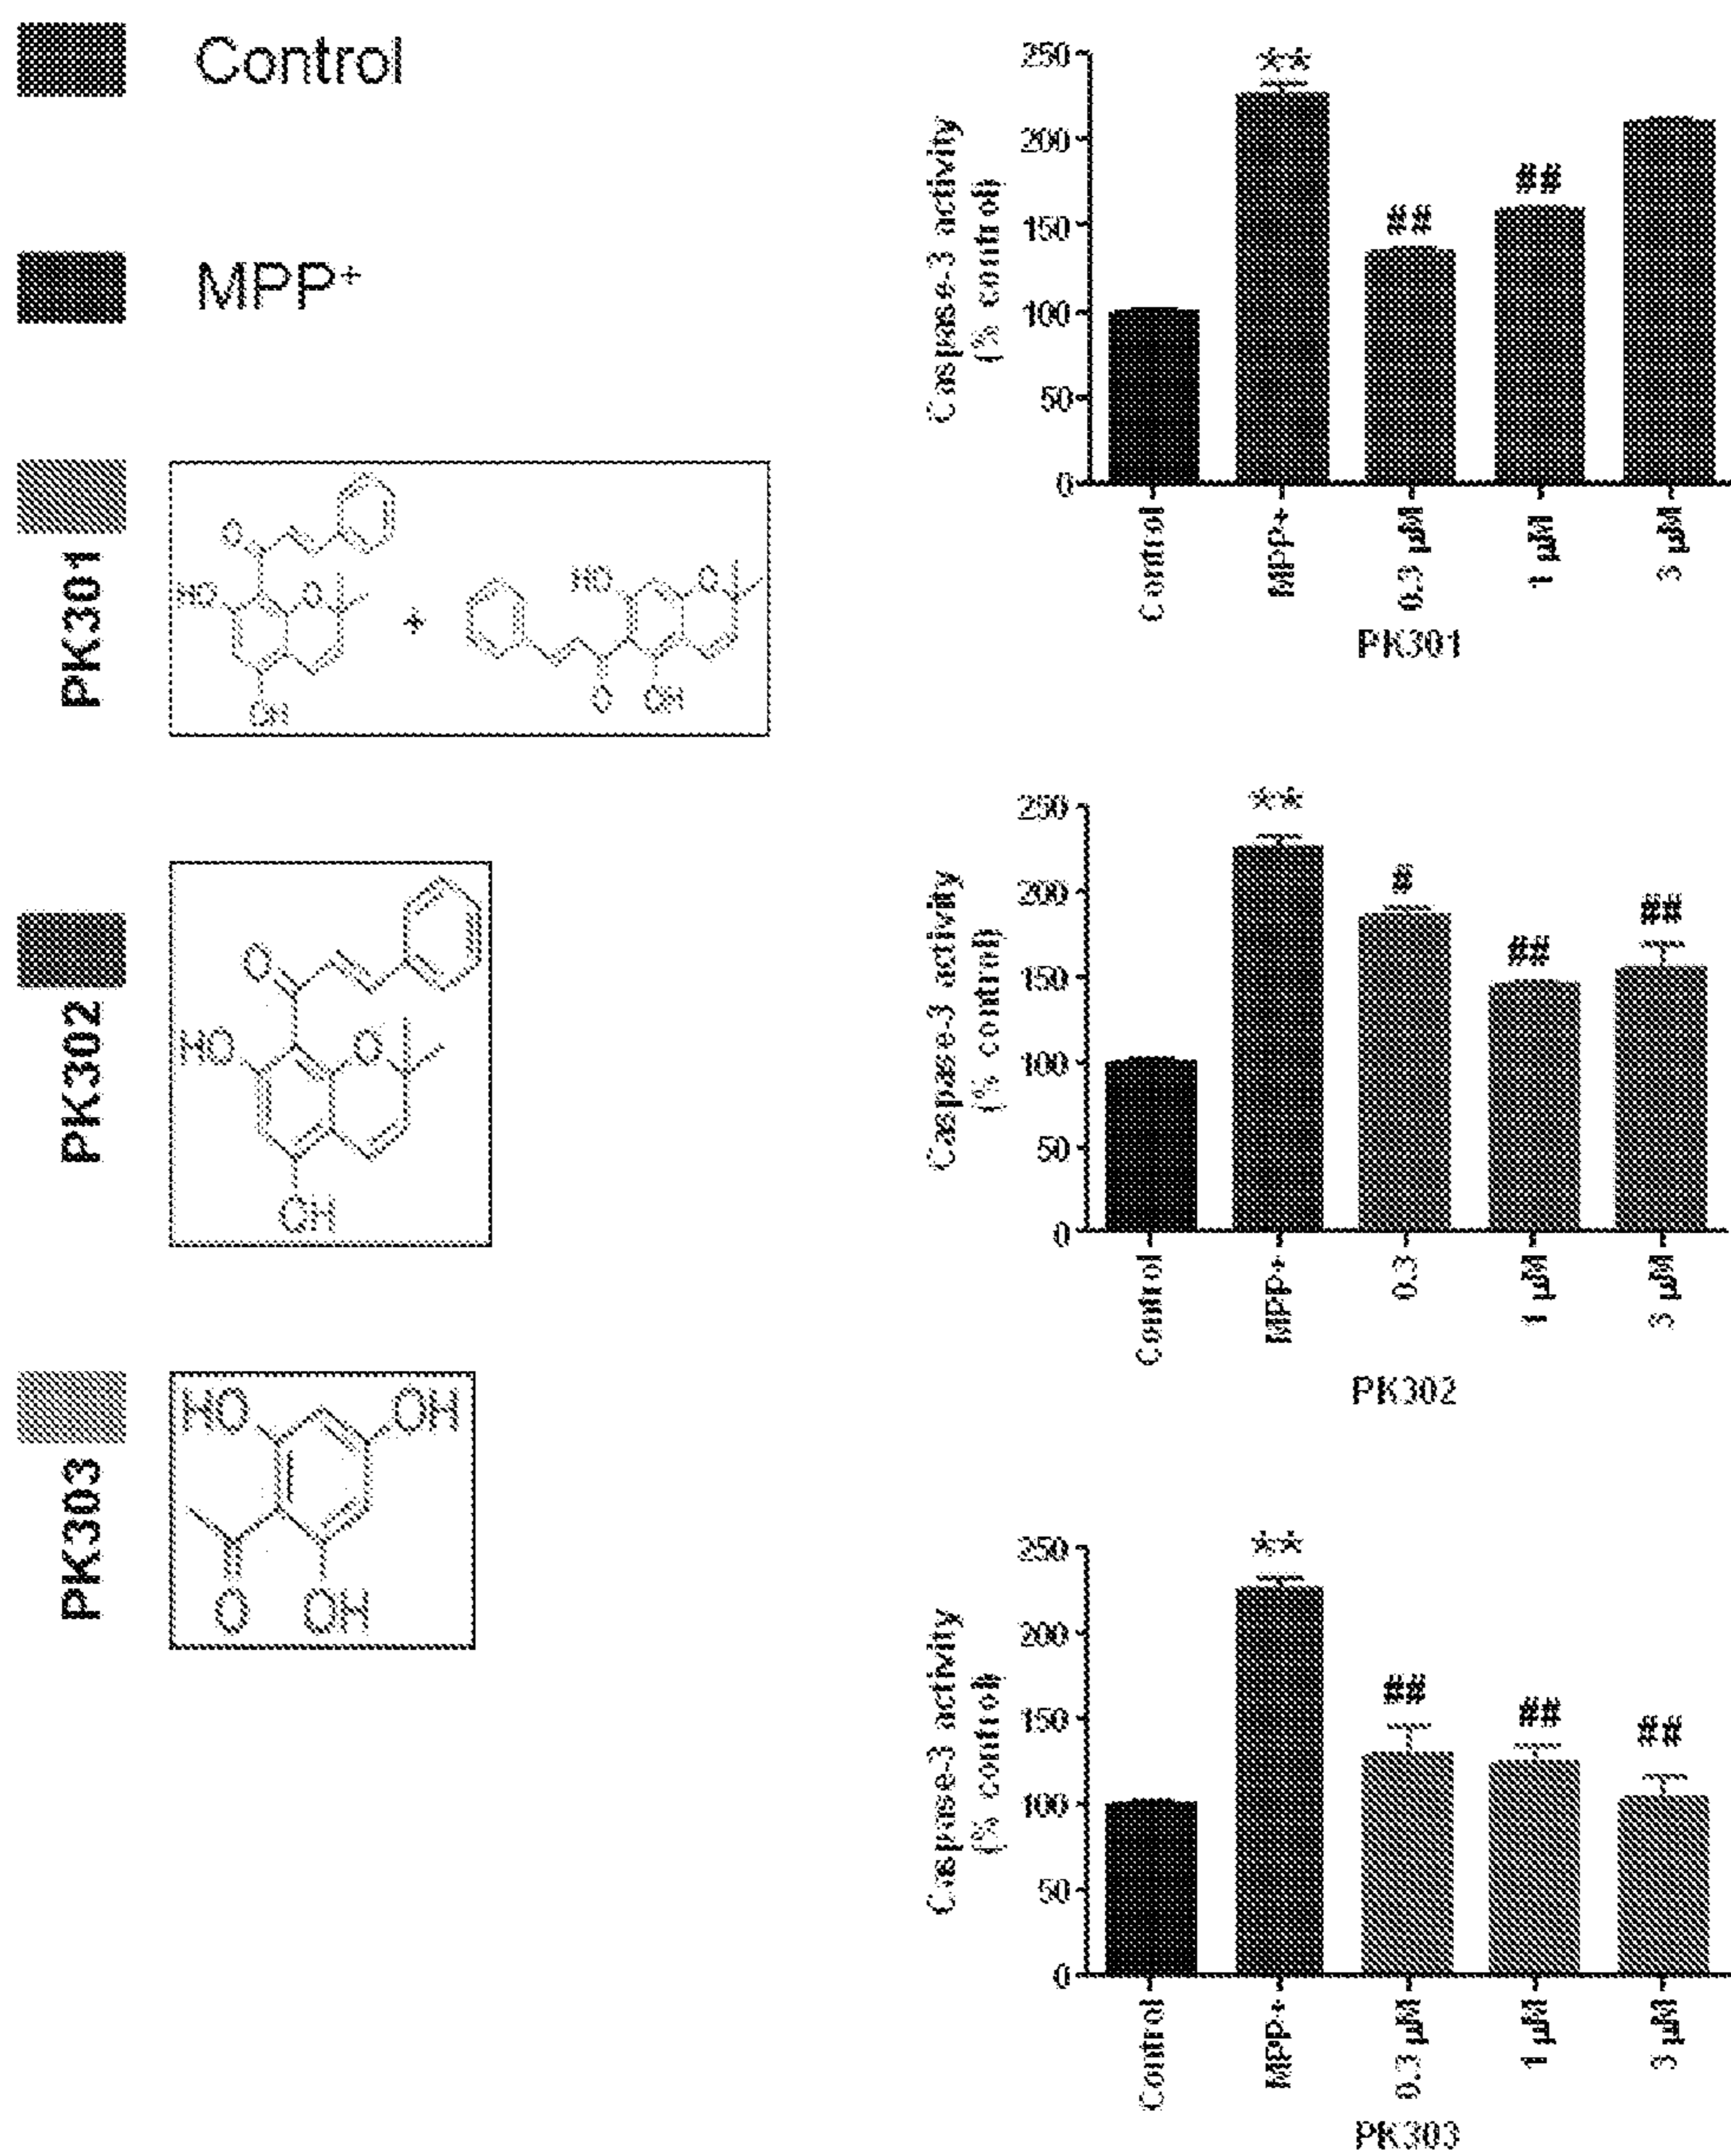 Control
MPP+
PK301
O
HO
O
OH
+
HO
O
O
OH
PK302
O
HO
O
OH
PK303
HO
OH
O
OH
Caspase-3 activity
(% control)
250
200
150
100
50
0
**
##
##
Control
MPP+
0.3 µM
1 µM
3 µM
PK301
Caspase-3 activity
(% control)
250
200
150
100
50
0
**
#
##
##
Control
MPP+
0.3
1 µM
3 µM
PK302
Caspase-3 activity
(% control)
250
200
150
100
50
0
**
##
##
##
Control
MPP+
0.3 µM
1 µM
3 µM
PK303